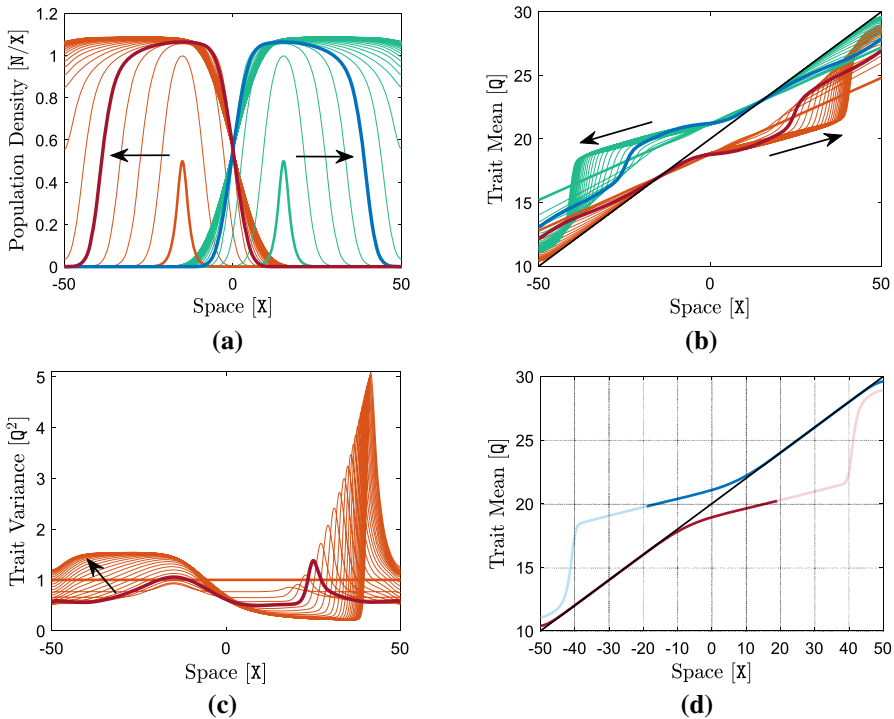 1.2
1
0.8
0.6
0.4
0.2
0
Population Density [N/X]
-50 0 50
Space [X]
(a)
30
25
20
15
10
Trait Mean [Q]
-50 0 50
Space [X]
(b)
5
4
3
2
1
0
Trait Variance [Q²]
-50 0 50
Space [X]
(c)
30
25
20
15
10
Trait Mean [Q]
-50 -40 -30 -20 -10 0 10 20 30 40 50
Space [X]
(d)